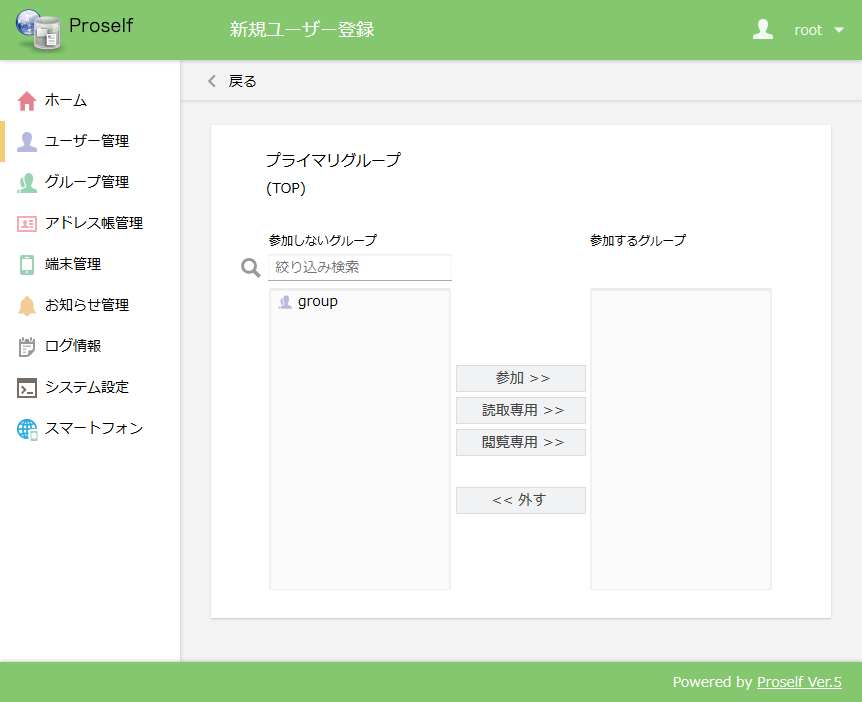 Proself
新規ユーザー登録
root
ホーム
ユーザー管理
グループ管理
アドレス帳管理
端末管理
お知らせ管理
ログ情報
システム設定
スマートフォン
戻る
プライマリグループ
(TOP)
参加しないグループ
参加するグループ
絞り込み検索
group
参加 >>
読取専用 >>
閲覧専用 >>
<< 外す
Powered by Proself Ver.5